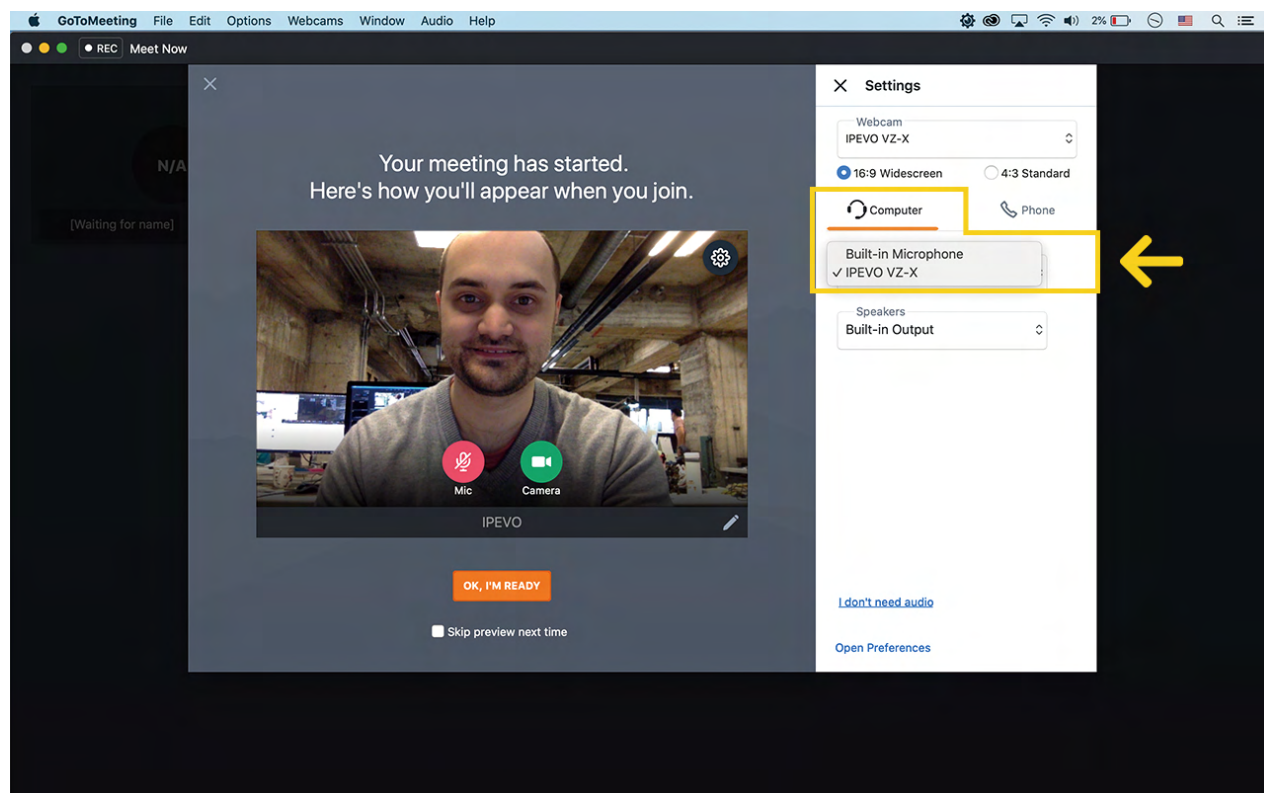 GoToMeeting File Edit Options Webcams Window Audio Help 2%
REC Meet Now
N/A
[Waiting for name]
Your meeting has started.
Here's how you'll appear when you join.
Mic Camera
IPEVO
OK, I'M READY
Skip preview next time
Settings
Webcam
IPEVO VZ-X
16:9 Widescreen 4:3 Standard
Computer Phone
Built-in Microphone
✓ IPEVO VZ-X
Speakers
Built-in Output
I don't need audio
Open Preferences